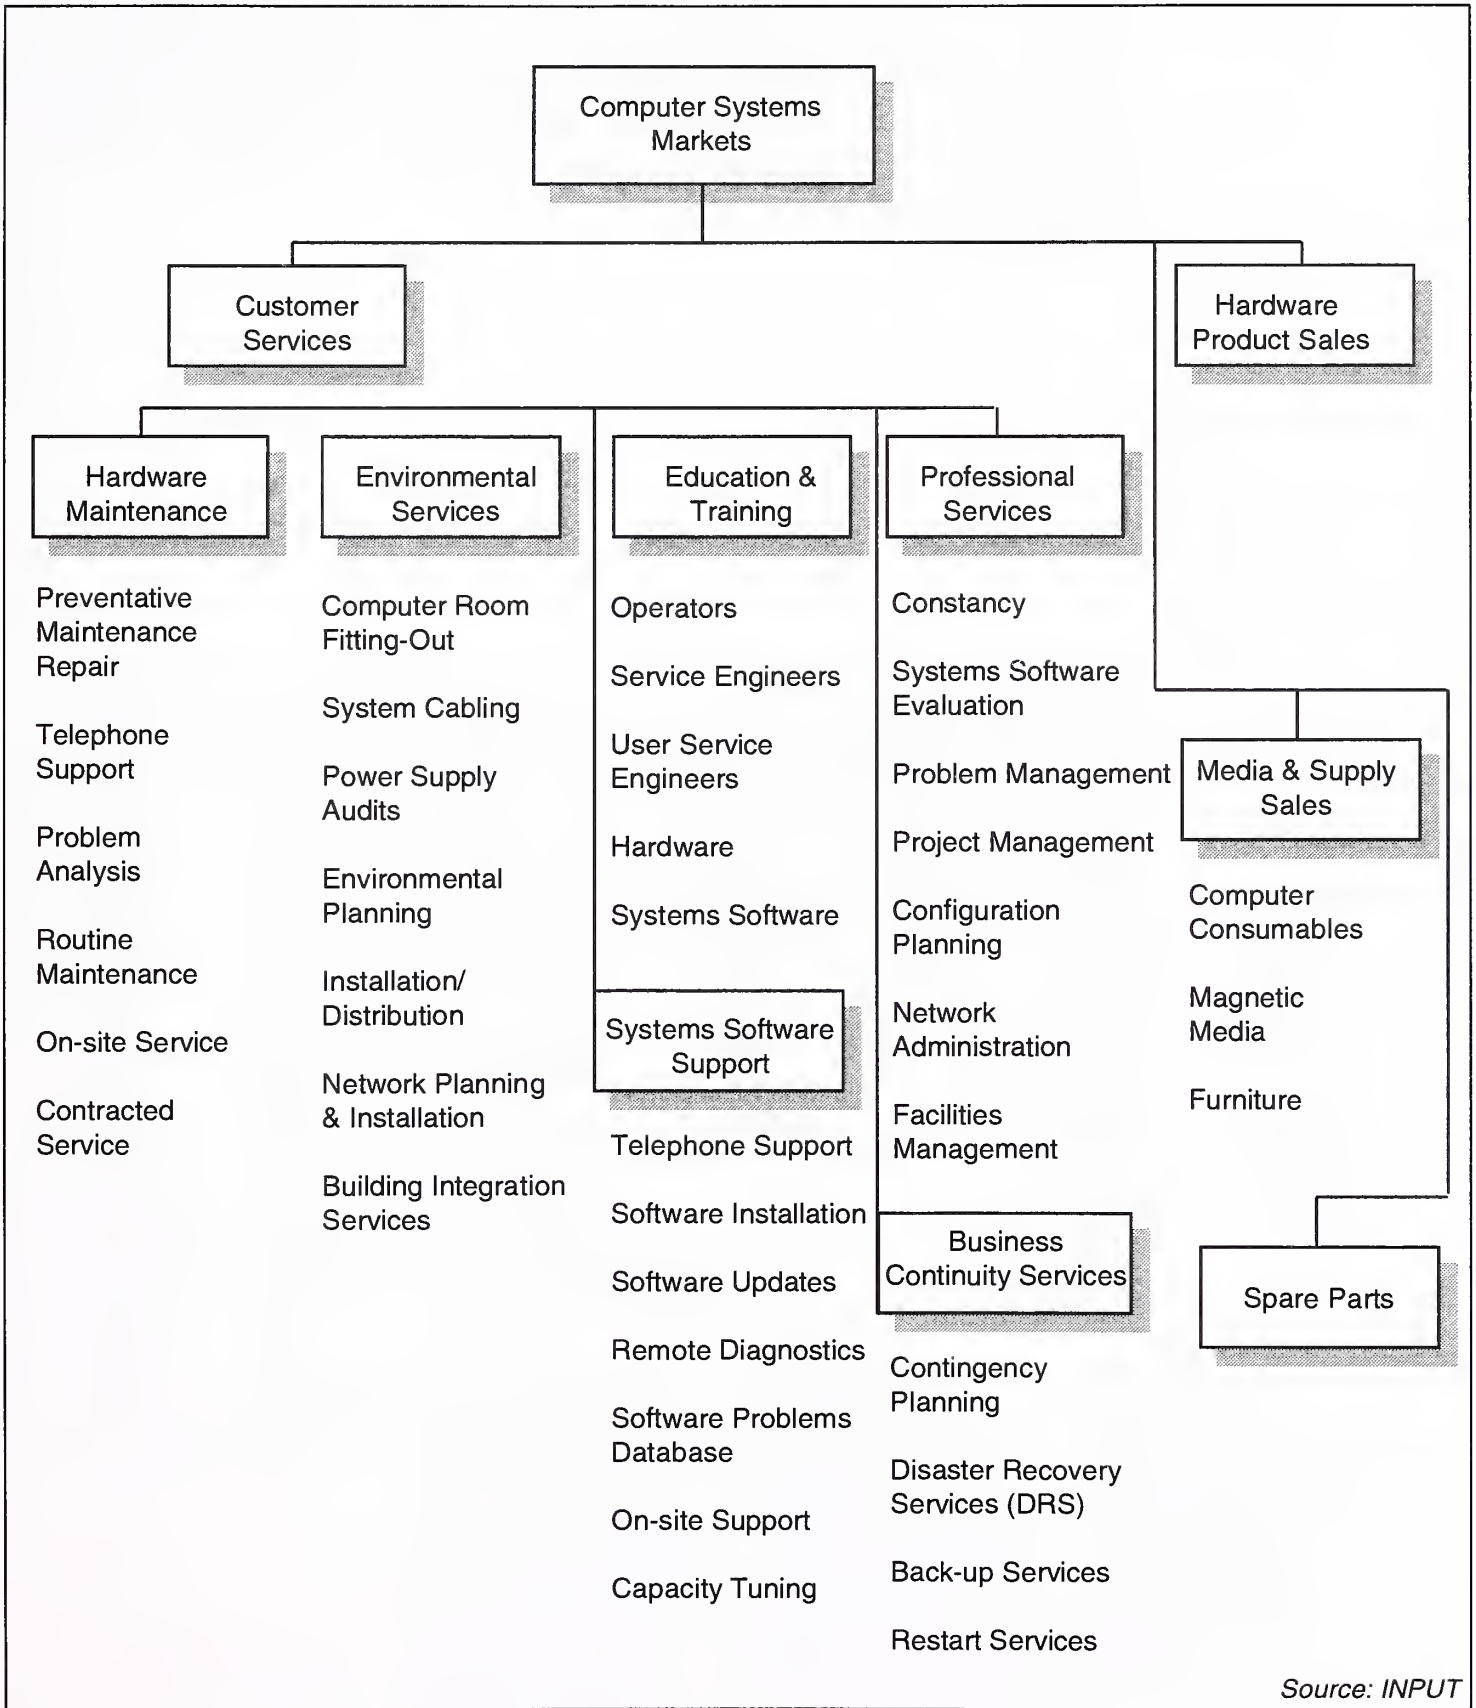 Computer Systems
Markets
Customer
Services
Hardware
Product Sales
Hardware
Maintenance
Preventative
Maintenance
Repair
Telephone
Support
Problem
Analysis
Routine
Maintenance
On-site Service
Contracted
Service
Environmental
Services
Computer Room
Fitting-Out
System Cabling
Power Supply
Audits
Environmental
Planning
Installation/
Distribution
Network Planning
& Installation
Building Integration
Services
Education &
Training
Operators
Service Engineers
User Service
Engineers
Hardware
Systems Software
Systems Software
Support
Telephone Support
Software Installation
Software Updates
Remote Diagnostics
Software Problems
Database
On-site Support
Capacity Tuning
Professional
Services
Constancy
Systems Software
Evaluation
Problem Management
Project Management
Configuration
Planning
Network
Administration
Facilities
Management
Business
Continuity Services
Contingency
Planning
Disaster Recovery
Services (DRS)
Back-up Services
Restart Services
Media & Supply
Sales
Computer
Consumables
Magnetic
Media
Furniture
Spare Parts
Source: INPUT